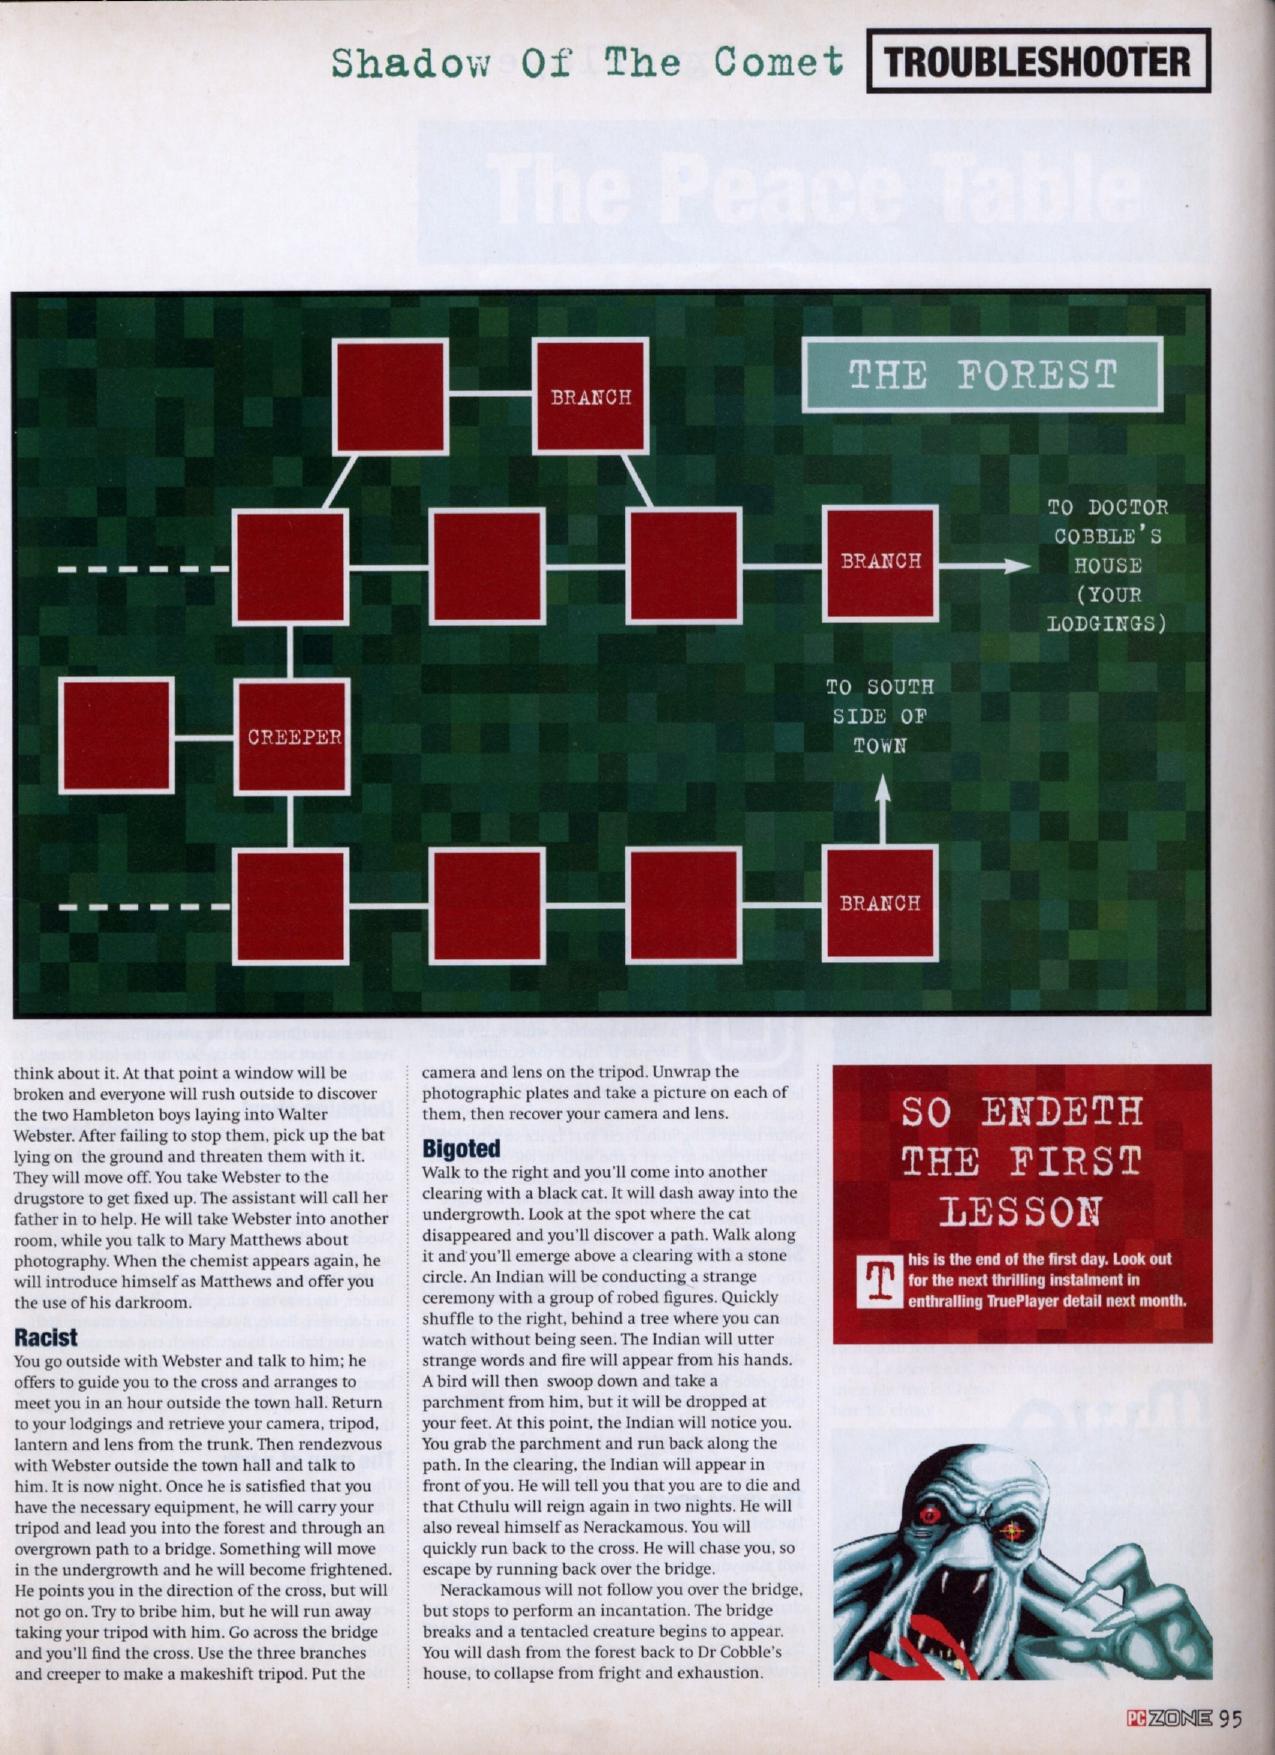 Shadow Of The Comet TROUBLESHOOTER
The Peace Table
THE FOREST
BRANCH
TO DOCTOR
COBBLE'S
HOUSE
(YOUR
LODGINGS)
BRANCH
TO SOUTH
SIDE OF
TOWN
CREEPER
BRANCH
think about it. At that point a window will be
broken and everyone will rush outside to discover
the two Hambleton boys laying into Walter
Webster. After failing to stop them, pick up the bat
lying on the ground and threaten them with it.
They will move off. You take Webster to the
drugstore to get fixed up. The assistant will call her
father in to help. He will take Webster into another
room, while you talk to Mary Matthews about
photography. When the chemist appears again, he
will introduce himself as Matthews and offer you
the use of his darkroom.
Racist
You go outside with Webster and talk to him; he
offers to guide you to the cross and arranges to
meet you in an hour outside the town hall. Return
to your lodgings and retrieve your camera, tripod,
lantern and lens from the trunk. Then rendezvous
with Webster outside the town hall and talk to
him. It is now night. Once he is satisfied that you
have the necessary equipment, he will carry your
tripod and lead you into the forest and through an
overgrown path to a bridge. Something will move
in the undergrowth and he will become frightened.
He points you in the direction of the cross, but will
not go on. Try to bribe him, but he will run away
taking your tripod with him. Go across the bridge
and you'll find the cross. Use the three branches
and creeper to make a makeshift tripod. Put the
camera and lens on the tripod. Unwrap the
photographic plates and take a picture on each of
them, then recover your camera and lens.
Bigoted
Walk to the right and you'll come into another
clearing with a black cat. It will dash away into the
undergrowth. Look at the spot where the cat
disappeared and you'll discover a path. Walk along
it and you'll emerge above a clearing with a stone
circle. An Indian will be conducting a strange
ceremony with a group of robed figures. Quickly
shuffle to the right, behind a tree where you can
watch without being seen. The Indian will utter
strange words and fire will appear from his hands.
A bird will then swoop down and take a
parchment from him, but it will be dropped at
your feet. At this point, the Indian will notice you.
You grab the parchment and run back along the
path. In the clearing, the Indian will appear in
front of you. He will tell you that you are to die and
that Cthulu will reign again in two nights. He will
also reveal himself as Nerackamous. You will
quickly run back to the cross. He will chase you, so
escape by running back over the bridge.
Nerackamous will not follow you over the bridge,
but stops to perform an incantation. The bridge
breaks and a tentacled creature begins to appear.
You will dash from the forest back to Dr Cobble's
house, to collapse from fright and exhaustion.
SO ENDETH
THE FIRST
LESSON
This is the end of the first day. Look out
for the next thrilling instalment in
enthralling TruePlayer detail next month.
PC ZONE 95